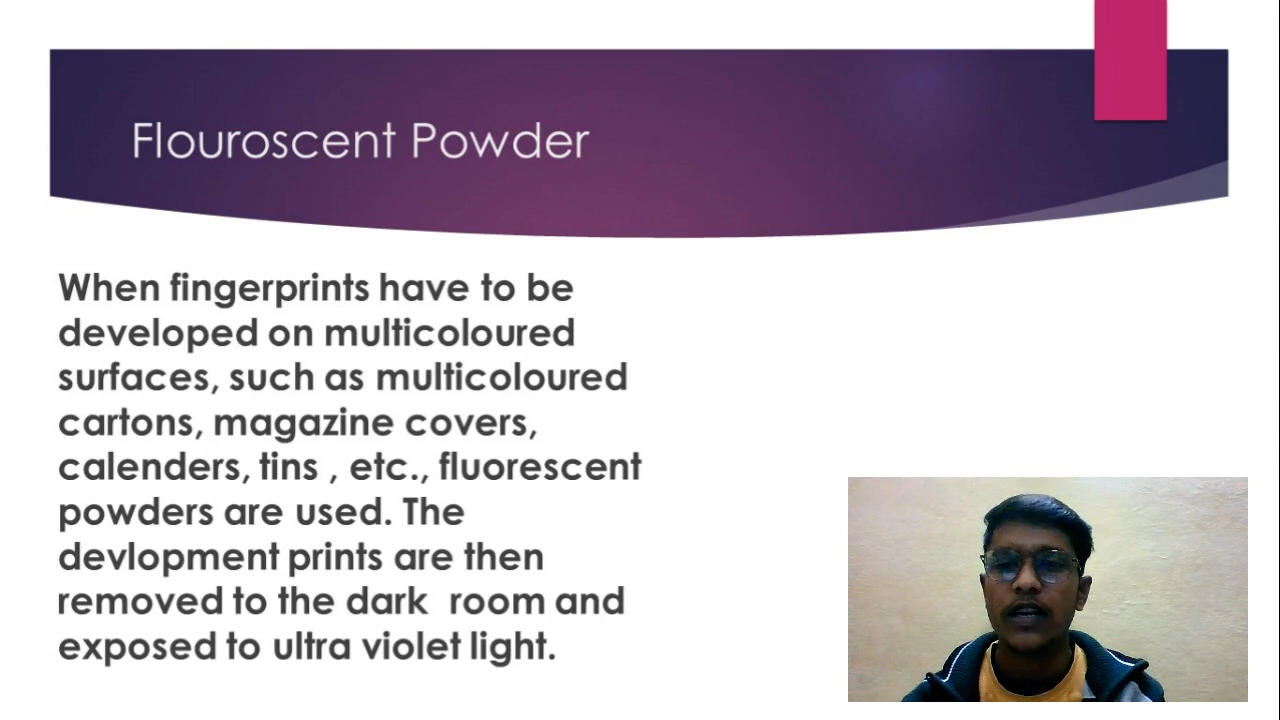 Flouroscent Powder
When fingerprints have to be
developed on multicoloured
surfaces, such as multicoloured
cartons, magazine covers,
calenders, tins , etc., fluorescent
powders are used. The
devlopment prints are then
removed to the dark  room and
exposed to ultra violet light.